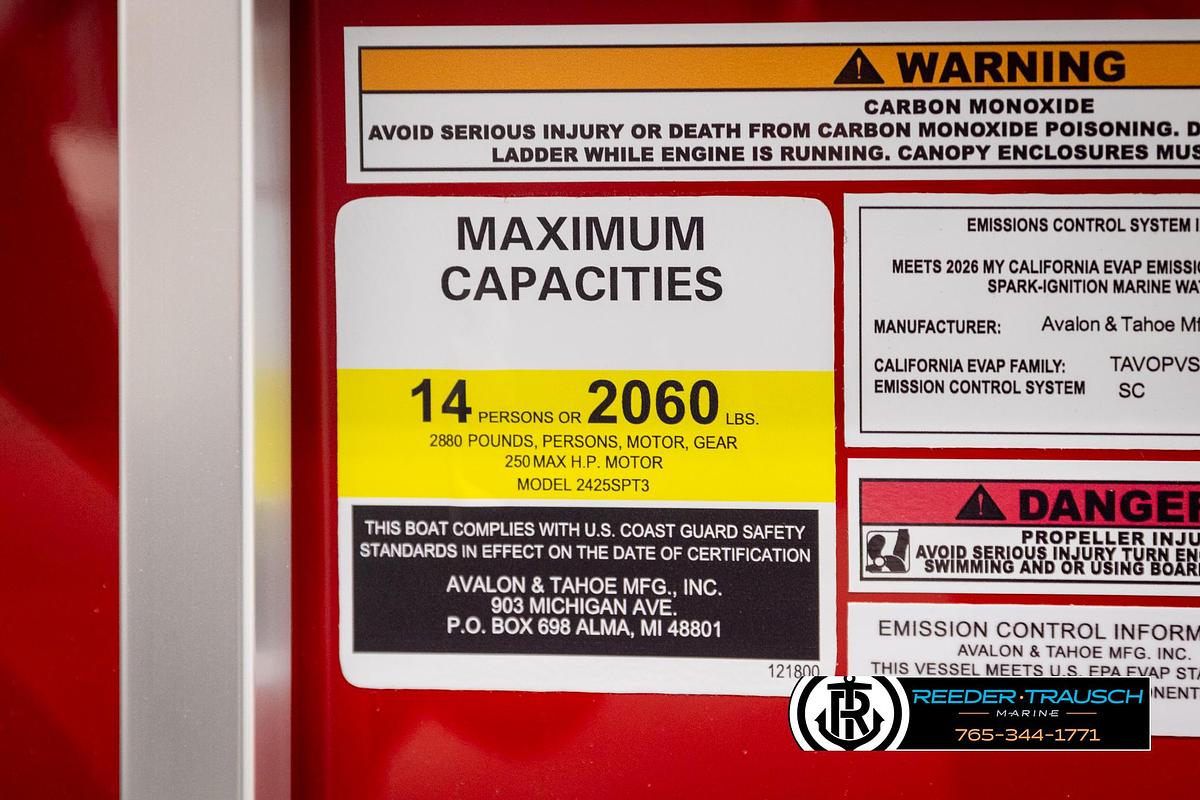 WARNING
CARBON MONOXIDE
AVOID SERIOUS INJURY OR DEATH FROM CARBON MONOXIDE POISONING.
LADDER WHILE ENGINE IS RUNNING. CANOPY ENCLOSURES
MAXIMUM
CAPACITIES
14 PERSONS OR 2060 LBS.
2880 POUNDS, PERSONS, MOTOR, GEAR
250 MAX H.P. MOTOR
MODEL 2425SPT3
THIS BOAT COMPLIES WITH U.S. COAST GUARD SAFETY
STANDARDS IN EFFECT ON THE DATE OF CERTIFICATION
AVALON & TAHOE MFG., INC.
903 MICHIGAN AVE.
P.O. BOX 698 ALMA, MI 48801
121800
EMISSIONS CONTROL SYSTEM
MEETS 2026 MY CALIFORNIA EVAP
SPARK-IGNITION MARINE
MANUFACTURER: Avalon & Tahoe
CALIFORNIA EVAP FAMILY: TAVOPVS
EMISSION CONTROL SYSTEM SC
DANGER
PROPELLER
AVOID SERIOUS INJURY TURN
SWIMMING AND OR USING
EMISSION CONTROL
AVALON & TAHOE MFG. INC.
THIS VESSEL MEETS U.S. EPA EVAP
R
REEDER·TRAUSCH
MARINE
765-344-1771